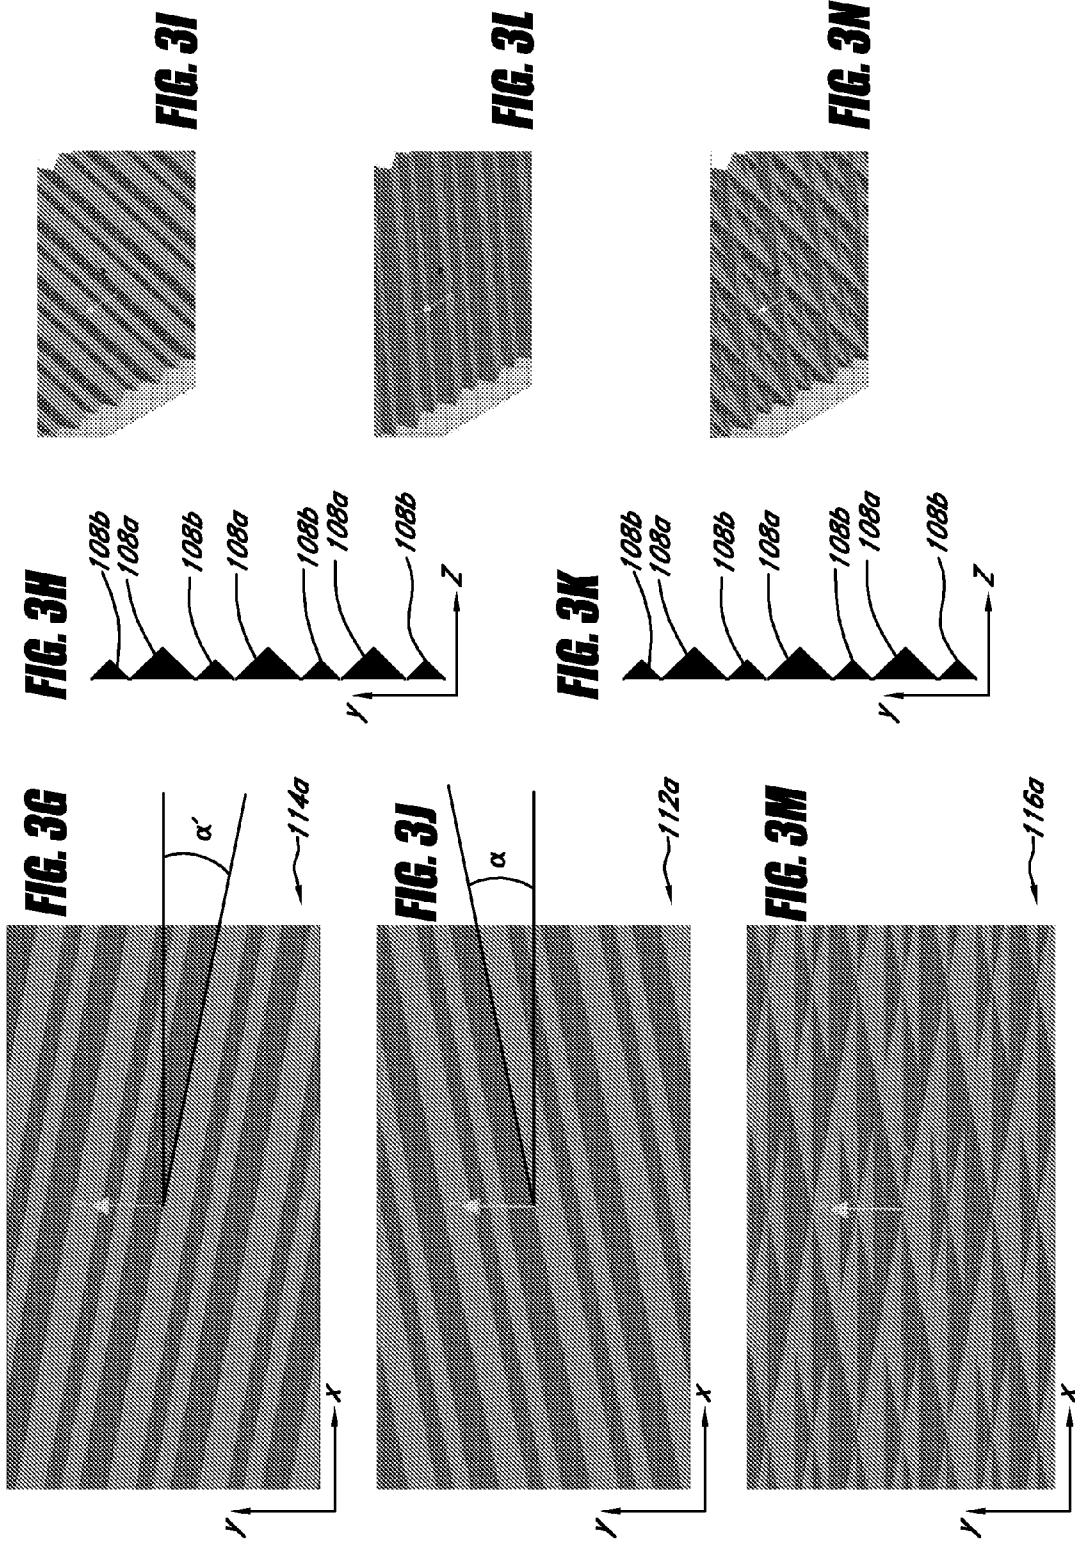 FIG. 3G
α′
114a
Y
X
FIG. 3H
108b
108a
108b
108a
108b
108a
108b
Y
Z
FIG. 3I
FIG. 3J
α
112a
Y
X
FIG. 3K
108b
108a
108b
108a
108b
108a
108b
Y
Z
FIG. 3L
FIG. 3M
116a
Y
X
FIG. 3N